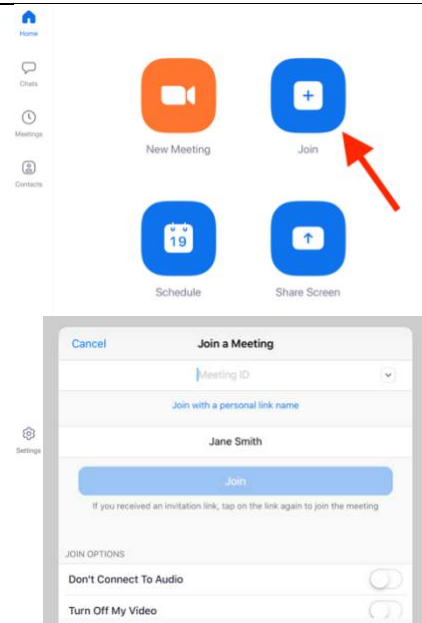 Home
Chats
Meetings
Contacts
New Meeting
Join
19
Schedule
Share Screen
Settings
Cancel
Join a Meeting
Meeting ID
Join with a personal link name
Jane Smith
Join
If you received an invitation link, tap on the link again to join the meeting
JOIN OPTIONS
Don't Connect To Audio
Turn Off My Video